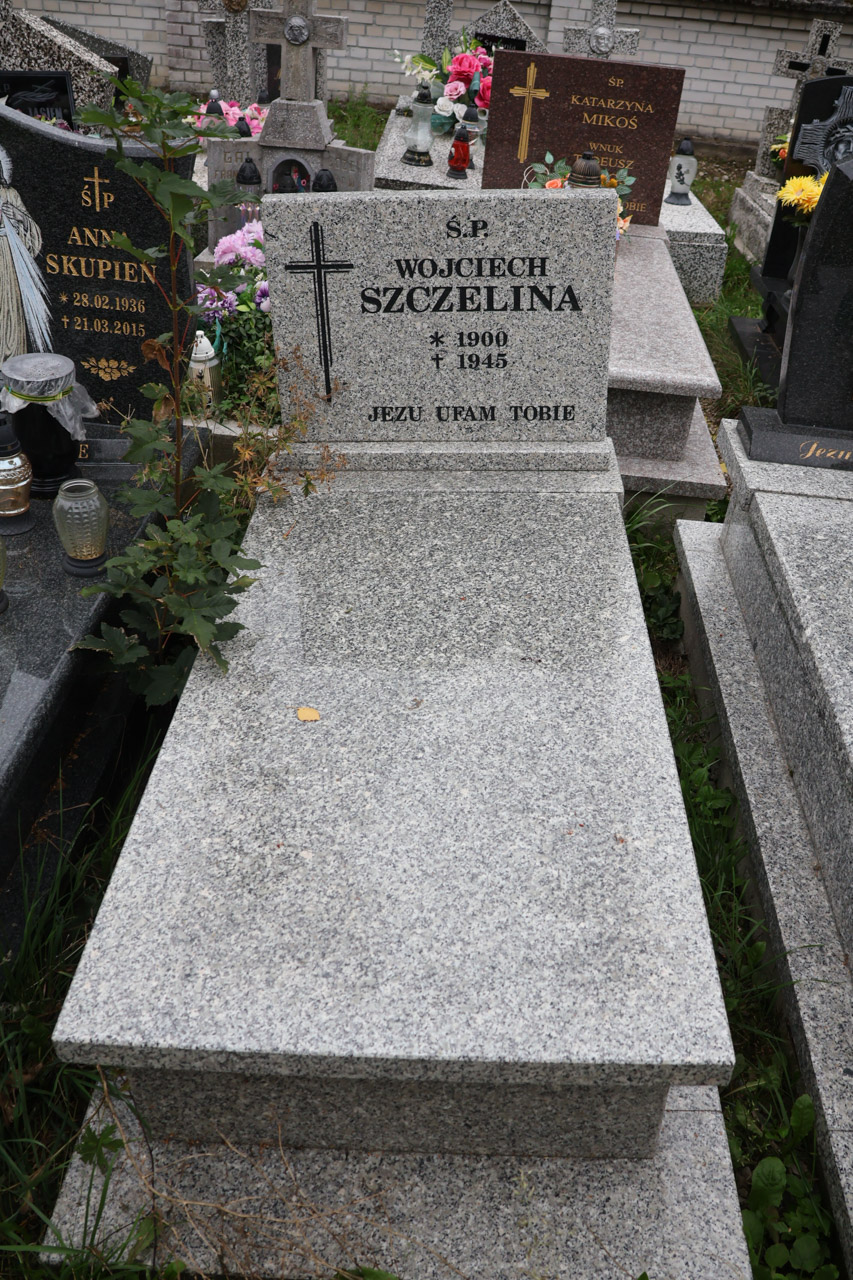 Ś.P.
WOJCIECH
SZCZELINA
* 1900
† 1945
JEZU UFAM TOBIE
Ś P
ANNA
SKUPIEŃ
* 28.02.1936
† 21.03.2015
ŚP.
KATARZYNA
MIKOŚ
WNUK